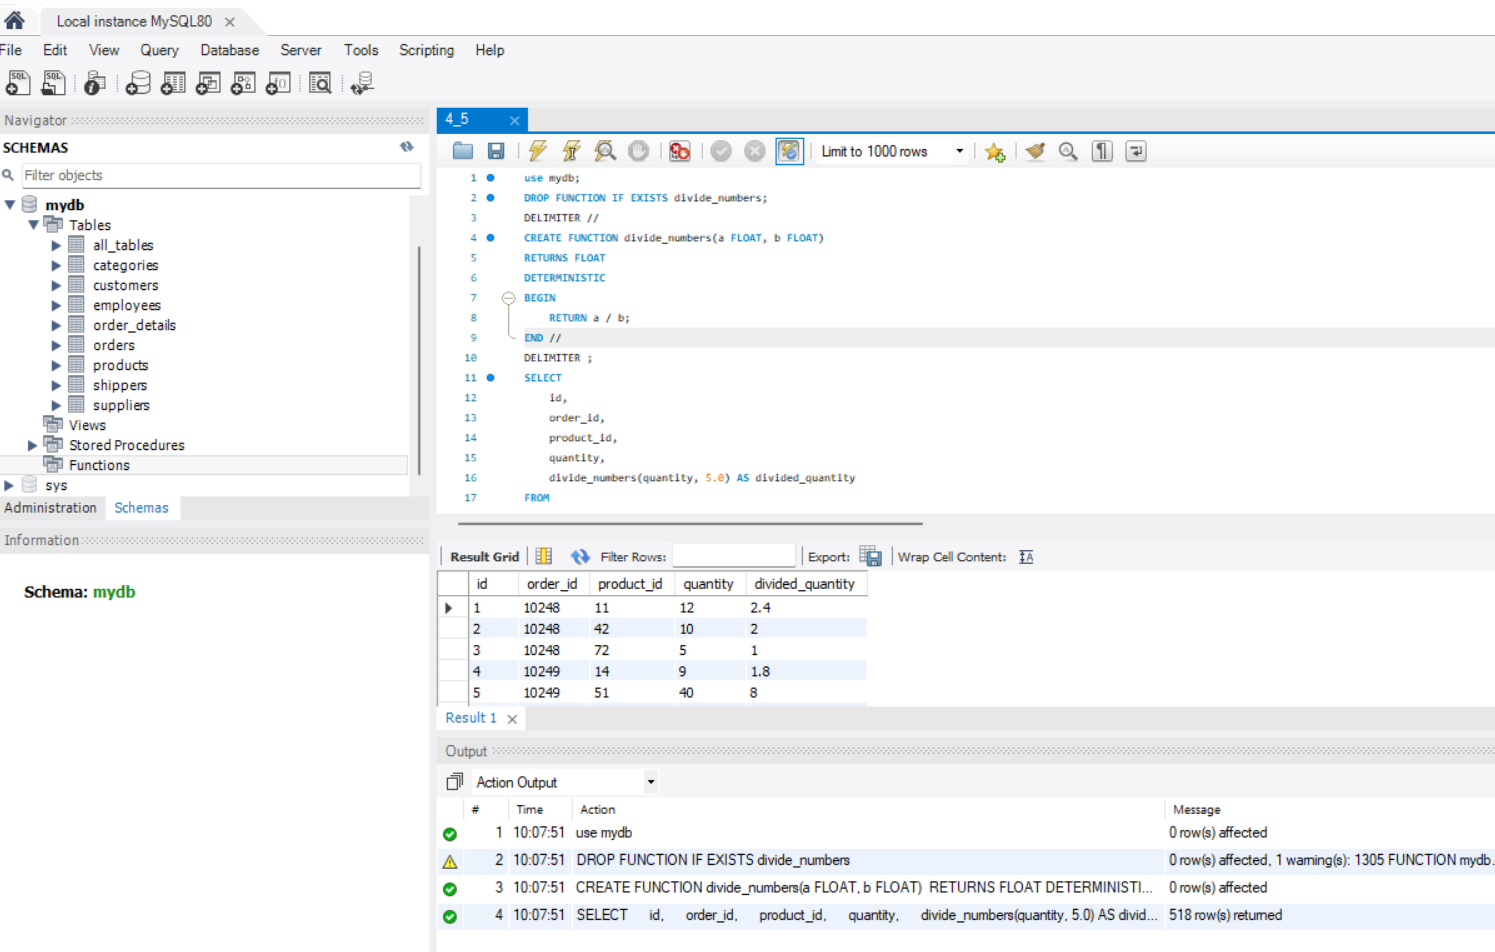 Local instance MySQL80
File Edit View Query Database Server Tools Scripting Help
Navigator
SCHEMAS
Filter objects
mydb
Tables
all_tables
categories
customers
employees
order_details
orders
products
shippers
suppliers
Views
Stored Procedures
Functions
sys
Administration Schemas
Information
Schema: mydb
4_5
Limit to 1000 rows
1 use mydb;
2 DROP FUNCTION IF EXISTS divide_numbers;
3 DELIMITER //
4 CREATE FUNCTION divide_numbers(a FLOAT, b FLOAT)
5 RETURNS FLOAT
6 DETERMINISTIC
7 BEGIN
8 RETURN a / b;
9 END //
10 DELIMITER ;
11 SELECT
12 id,
13 order_id,
14 product_id,
15 quantity,
16 divide_numbers(quantity, 5.0) AS divided_quantity
17 FROM
Result Grid Filter Rows: Export: Wrap Cell Content:
id order_id product_id quantity divided_quantity
1 10248 11 12 2.4
2 10248 42 10 2
3 10248 72 5 1
4 10249 14 9 1.8
5 10249 51 40 8
Result 1
Output
Action Output
# Time Action Message
1 10:07:51 use mydb 0 row(s) affected
2 10:07:51 DROP FUNCTION IF EXISTS divide_numbers 0 row(s) affected, 1 warning(s): 1305 FUNCTION mydb.
3 10:07:51 CREATE FUNCTION divide_numbers(a FLOAT, b FLOAT) RETURNS FLOAT DETERMINISTI... 0 row(s) affected
4 10:07:51 SELECT id, order_id, product_id, quantity, divide_numbers(quantity, 5.0) AS divid... 518 row(s) returned